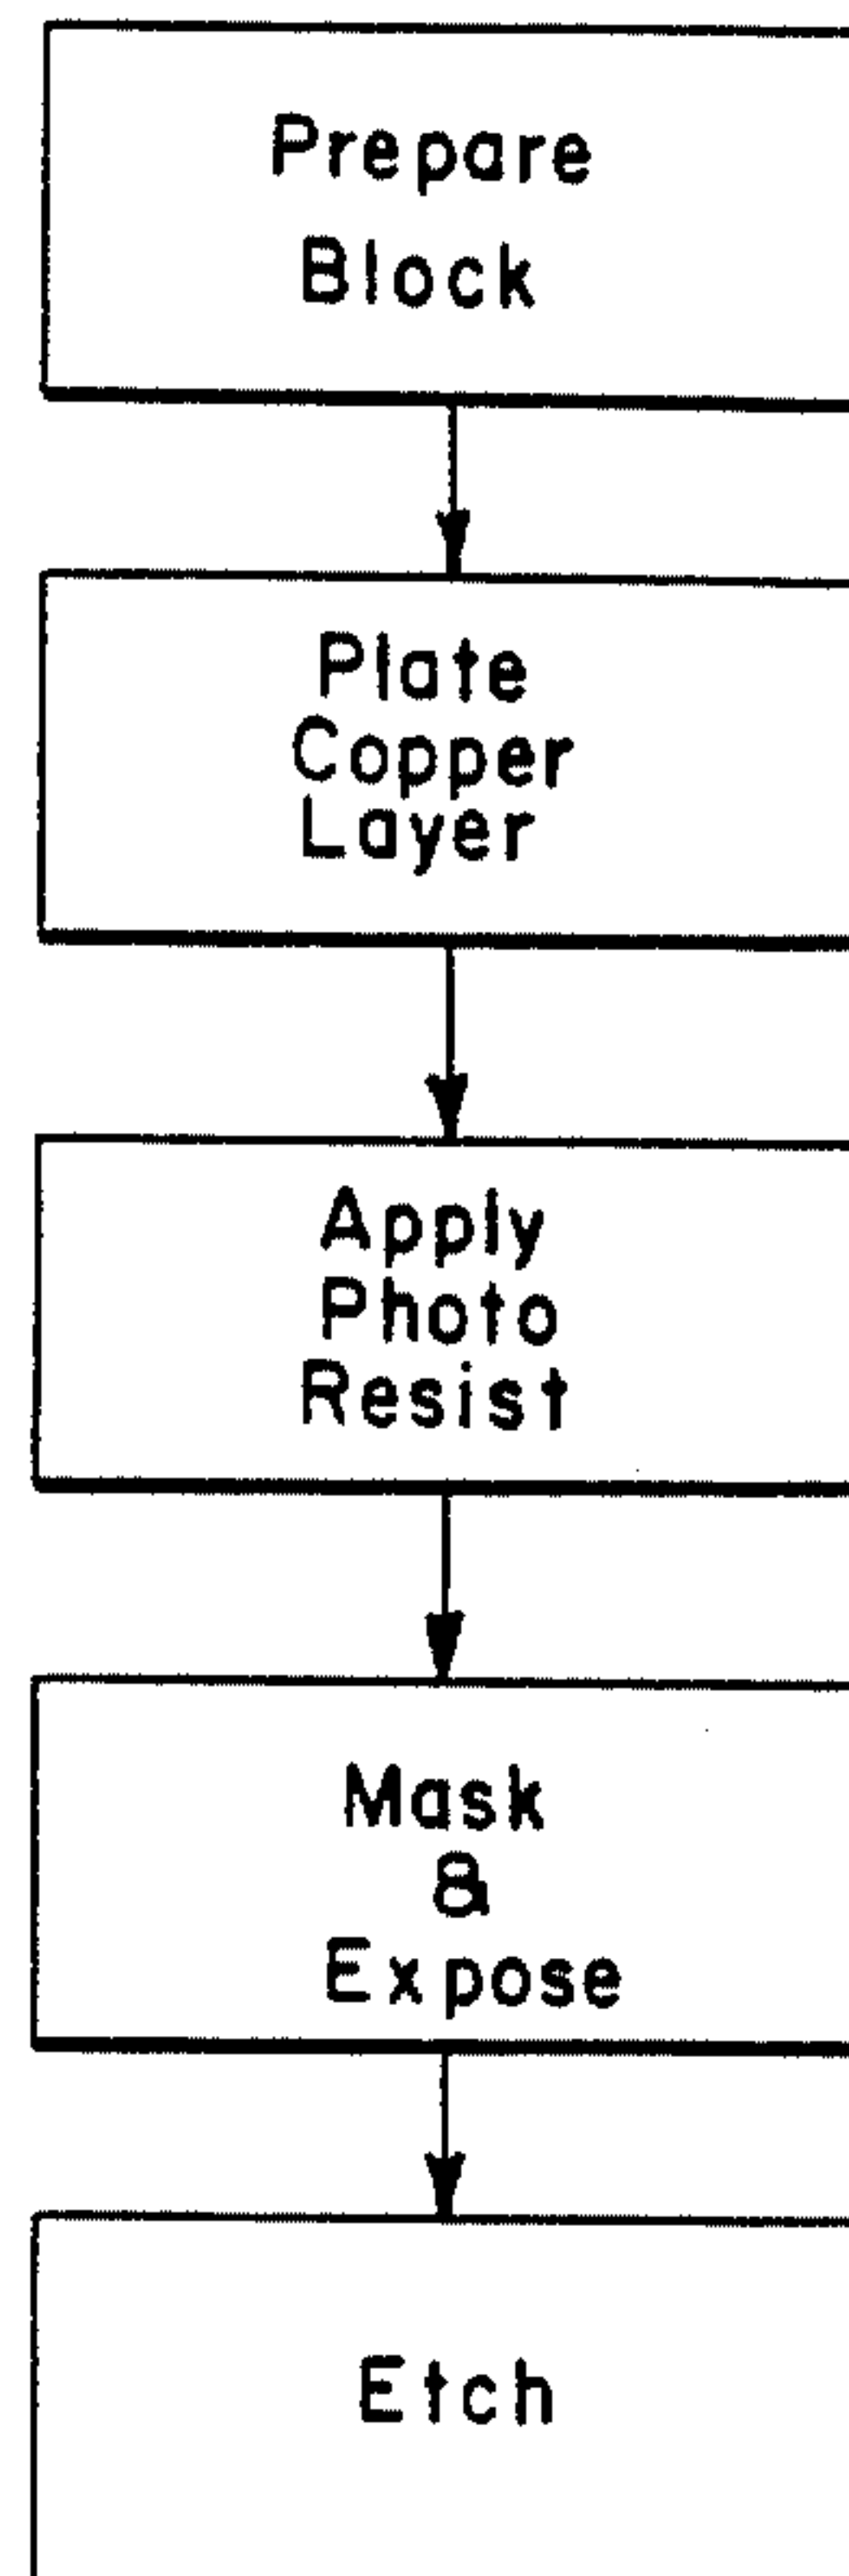 Prepare
Block
Plate
Copper
Layer
Apply
Photo
Resist
Mask
&
Expose
Etch